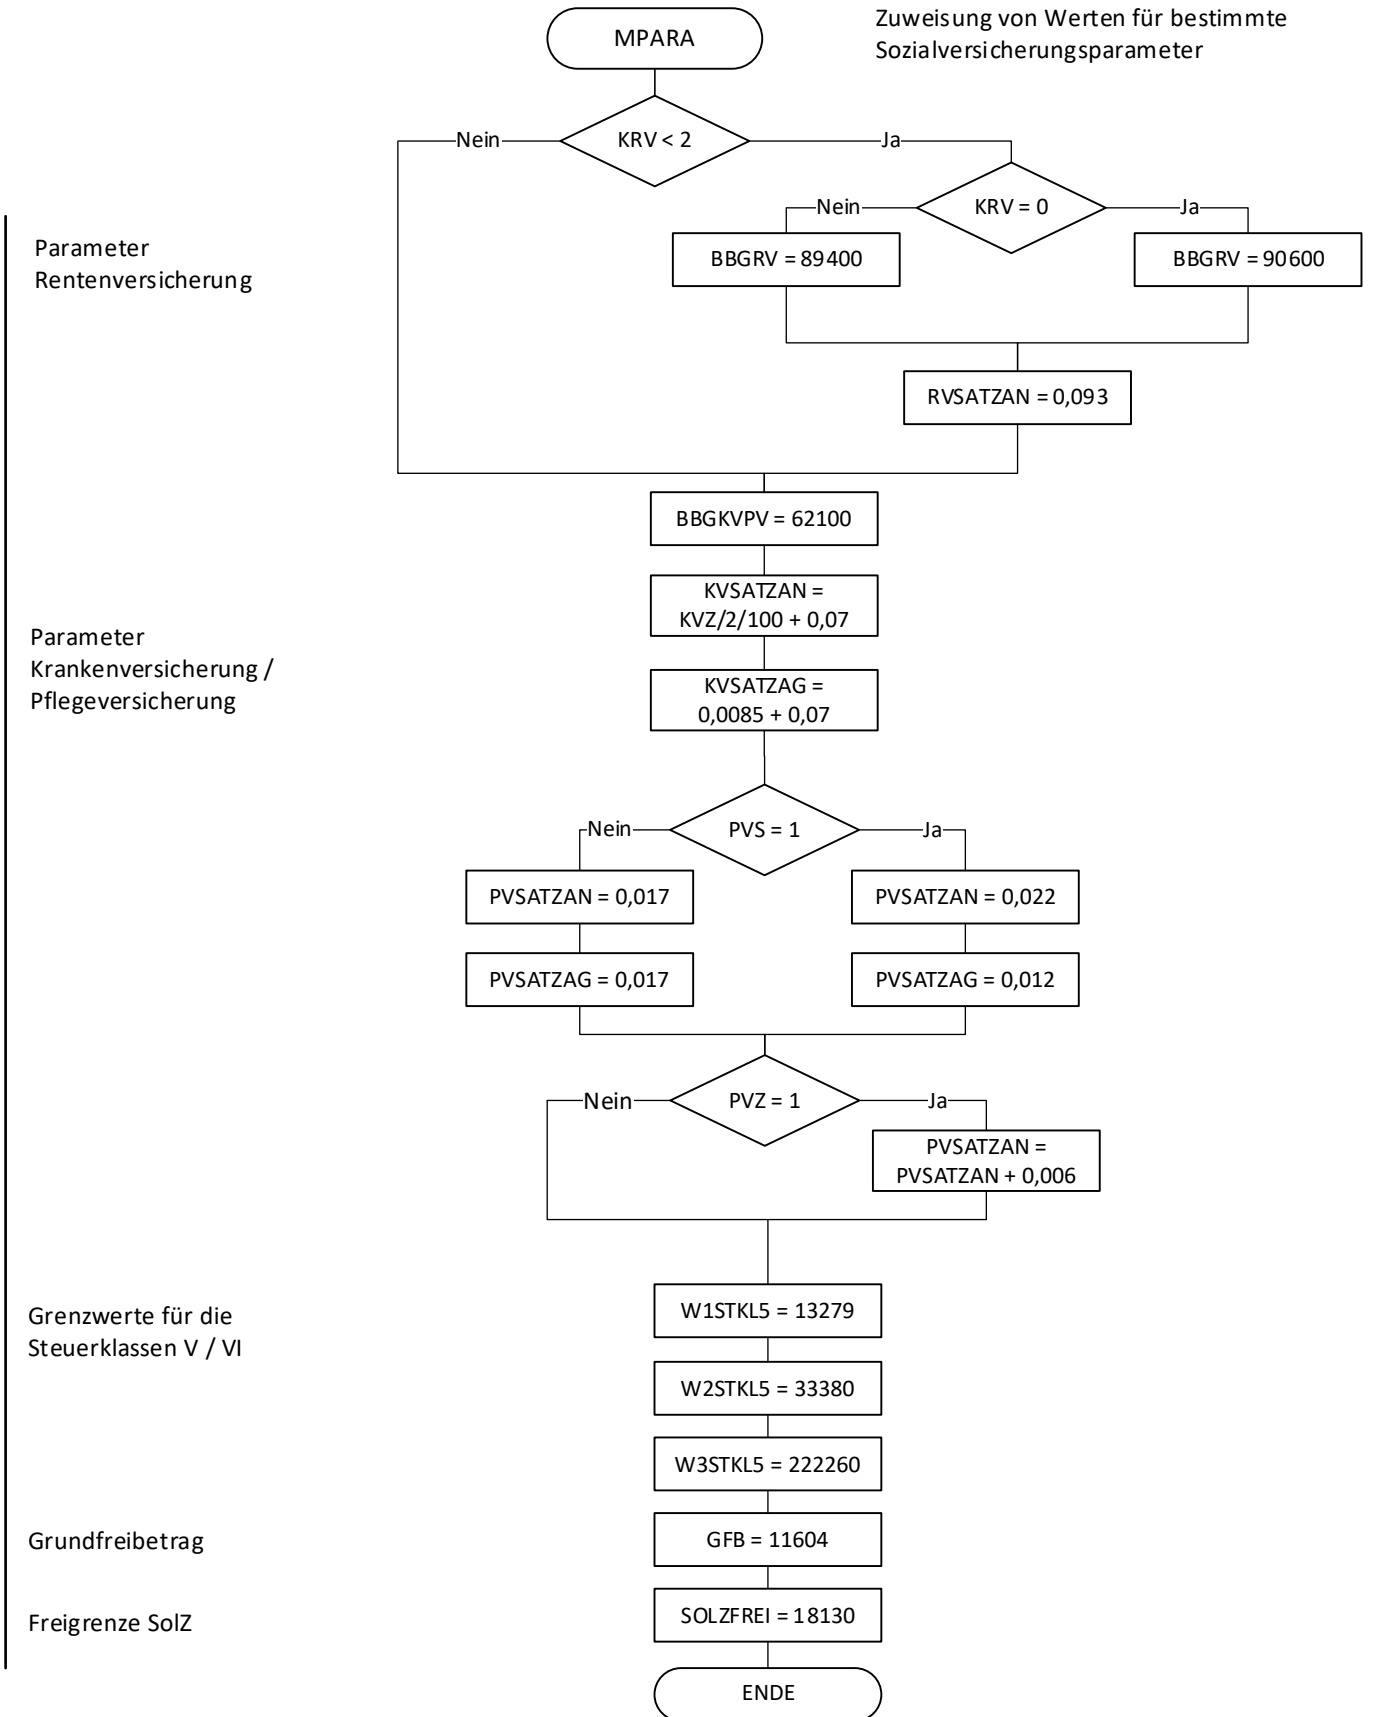 MPARA
Zuweisung von Werten für bestimmte
Sozialversicherungsparameter
KRV < 2
Nein
Ja
KRV = 0
Nein
Ja
Parameter
Rentenversicherung
BBGRV = 89400
BBGRV = 90600
RVSATZAN = 0,093
BBGKVPV = 62100
KVSATZAN =
KVZ/2/100 + 0,07
Parameter
Krankenversicherung /
Pflegeversicherung
KVSATZAG =
0,0085 + 0,07
PVS = 1
Nein
Ja
PVSATZAN = 0,017
PVSATZAN = 0,022
PVSATZAG = 0,017
PVSATZAG = 0,012
PVZ = 1
Nein
Ja
PVSATZAN =
PVSATZAN + 0,006
Grenzwerte für die
Steuerklassen V / VI
W1STKL5 = 13279
W2STKL5 = 33380
W3STKL5 = 222260
Grundfreibetrag
GFB = 11604
Freigrenze SolZ
SOLZFREI = 18130
ENDE